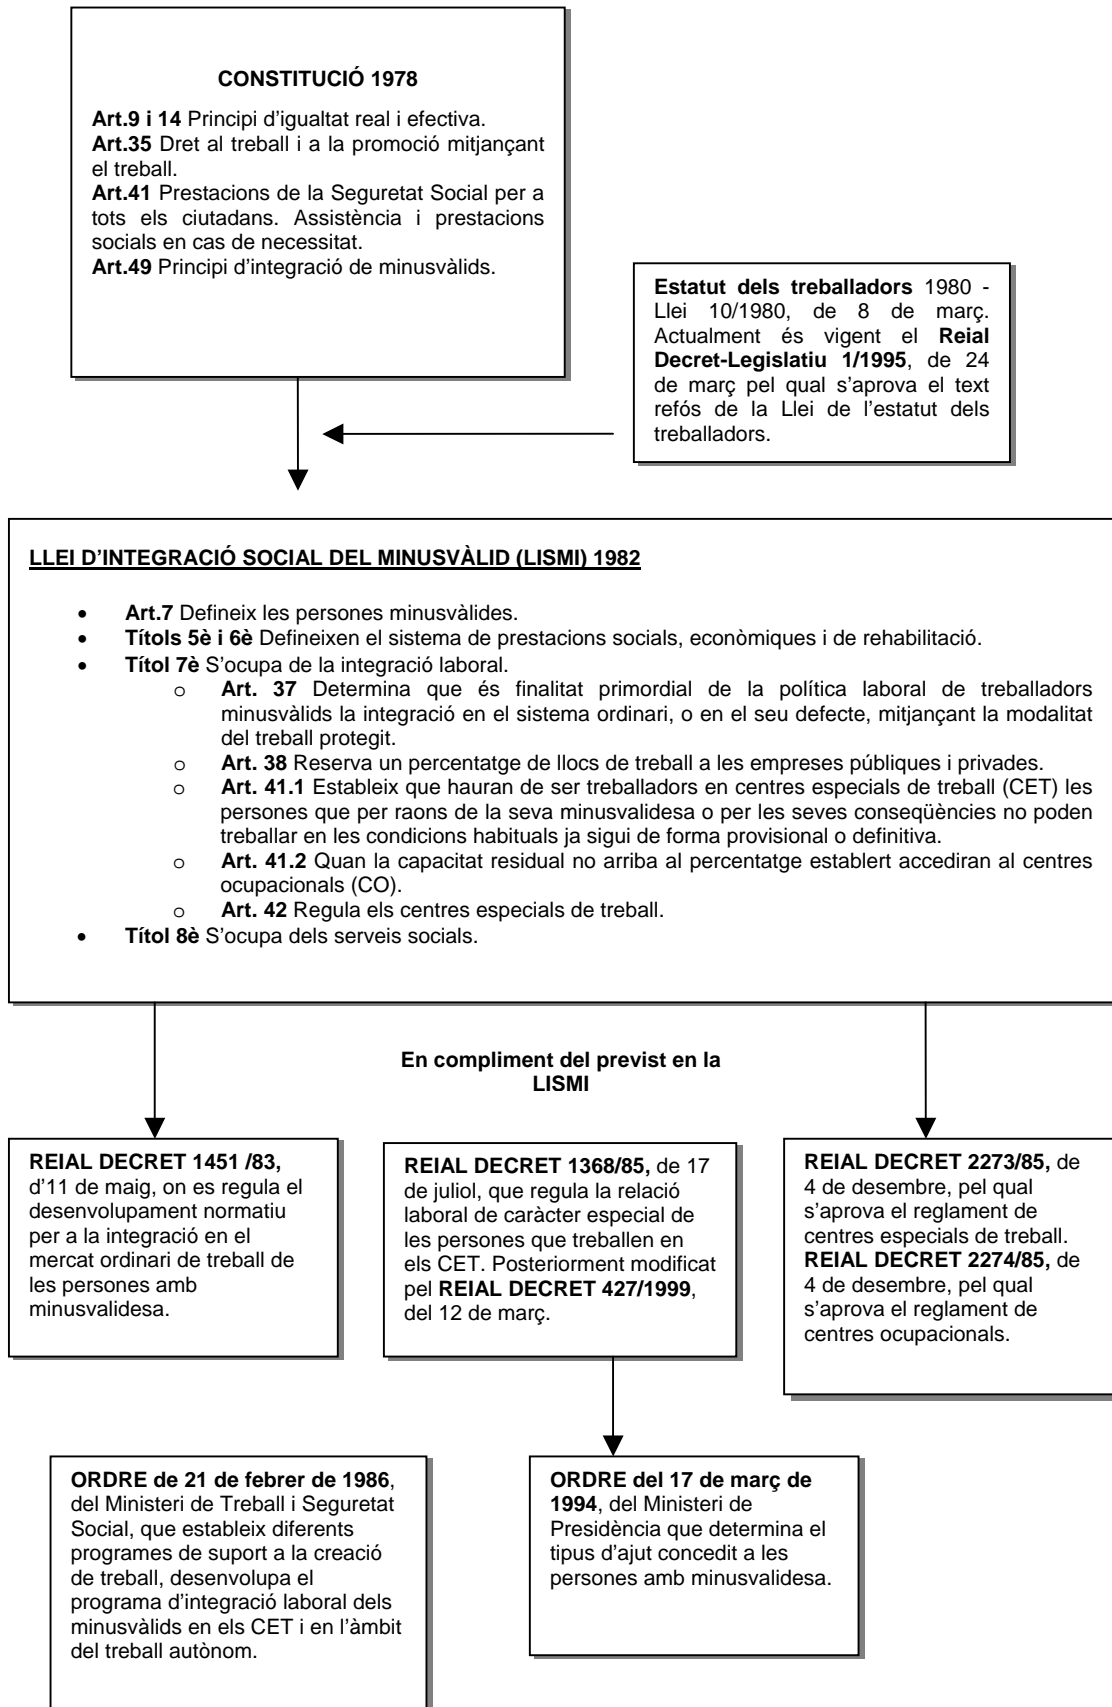 CONSTITUCIÓ 1978
Art.9 i 14 Principi d'igualtat real i efectiva.
Art.35 Dret al treball i a la promoció mitjançant
el treball.
Art.41 Prestacions de la Seguretat Social per a
tots els ciutadans. Assistència i prestacions
socials en cas de necessitat.
Art.49 Principi d'integració de minusvàlids.
Estatut dels treballadors 1980 -
Llei 10/1980, de 8 de març.
Actualment és vigent el Reial
Decret-Legislatiu 1/1995, de 24
de març pel qual s'aprova el text
refós de la Llei de l'estatut dels
treballadors.
LLEI D'INTEGRACIÓ SOCIAL DEL MINUSVÀLID (LISMI) 1982
• Art.7 Defineix les persones minusvàlides.
• Títols 5è i 6è Defineixen el sistema de prestacions socials, econòmiques i de rehabilitació.
• Títol 7è S'ocupa de la integració laboral.
o Art. 37 Determina que és finalitat primordial de la política laboral de treballadors
minusvàlids la integració en el sistema ordinari, o en el seu defecte, mitjançant la modalitat
del treball protegit.
o Art. 38 Reserva un percentatge de llocs de treball a les empreses públiques i privades.
o Art. 41.1 Estableix que hauran de ser treballadors en centres especials de treball (CET) les
persones que per raons de la seva minusvalidesa o per les seves conseqüències no poden
treballar en les condicions habituals ja sigui de forma provisional o definitiva.
o Art. 41.2 Quan la capacitat residual no arriba al percentatge establert accediran al centres
ocupacionals (CO).
o Art. 42 Regula els centres especials de treball.
• Títol 8è S'ocupa dels serveis socials.
En compliment del previst en la
LISMI
REIAL DECRET 1451 /83,
d'11 de maig, on es regula el
desenvolupament normatiu
per a la integració en el
mercat ordinari de treball de
les persones amb
minusvalidesa.
REIAL DECRET 1368/85, de 17
de juliol, que regula la relació
laboral de caràcter especial de
les persones que treballen en
els CET. Posteriorment modificat
pel REIAL DECRET 427/1999,
del 12 de març.
REIAL DECRET 2273/85, de
4 de desembre, pel qual
s'aprova el reglament de
centres especials de treball.
REIAL DECRET 2274/85, de
4 de desembre, pel qual
s'aprova el reglament de
centres ocupacionals.
ORDRE de 21 de febrer de 1986,
del Ministeri de Treball i Seguretat
Social, que estableix diferents
programes de suport a la creació
de treball, desenvolupa el
programa d'integració laboral dels
minusvàlids en els CET i en l'àmbit
del treball autònom.
ORDRE del 17 de març de
1994, del Ministeri de
Presidència que determina el
tipus d'ajut concedit a les
persones amb minusvalidesa.